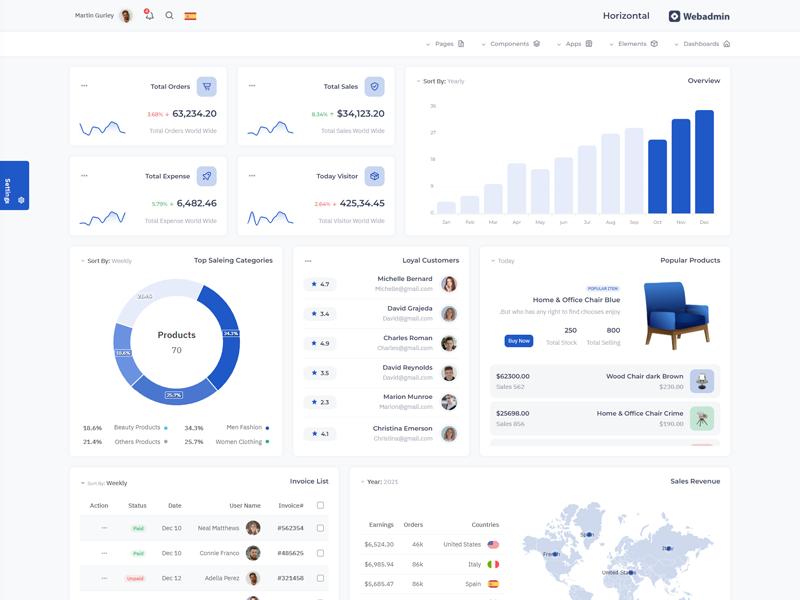 Martin Gurley
4
Horizontal
Webadmin
Pages
Components
Apps
Elements
Dashboards
Settings
Total Orders
3.68%
63,234.20
Total Orders World Wide
Total Sales
8.34%
$34,123.20
Total Sales World Wide
Total Expense
5.79%
6,482.46
Total Expense World Wide
Today Visitor
2.64%
425,34.45
Total Visitor World Wide
Sort By: Yearly
Overview
36
27
18
9
0
Jan Feb Mar Apr May Jun Jul Aug Sep Oct Nov Dec
Sort By: Weekly
Top Saleing Categories
34.3%
25.7%
18.6%
Products
70
18.6% Beauty Products
34.3% Men Fashion
21.4% Others Products
25.7% Women Clothing
Loyal Customers
4.7
Michelle Bernard
Michelle@gmail.com
3.4
David Grajeda
David@gmail.com
4.9
Charles Roman
Charles@gmail.com
3.5
David Reynolds
David@gmail.com
2.3
Marion Munroe
Marion@gmail.com
4.1
Christina Emerson
Christina@gmail.com
Today
Popular Products
POPULAR ITEM
Home & Office Chair Blue
.But who has any right to find chooses enjoy
250
Total Stock
800
Total Selling
Buy Now
$62300.00
Sales 562
Wood Chair dark Brown
$230.00
$25698.00
Sales 856
Home & Office Chair Crime
$190.00
Sort By: Weekly
Invoice List
Action Status Date User Name Invoice#
Paid Dec 10 Neal Matthews #562354
Paid Dec 10 Connie Franco #485625
Unpaid Dec 12 Adella Perez #321458
Year: 2021
Sales Revenue
Earnings Orders Countries
$6,524.30 46k United States
$6,985.94 86k Italy
$5,685.47 86k Spain